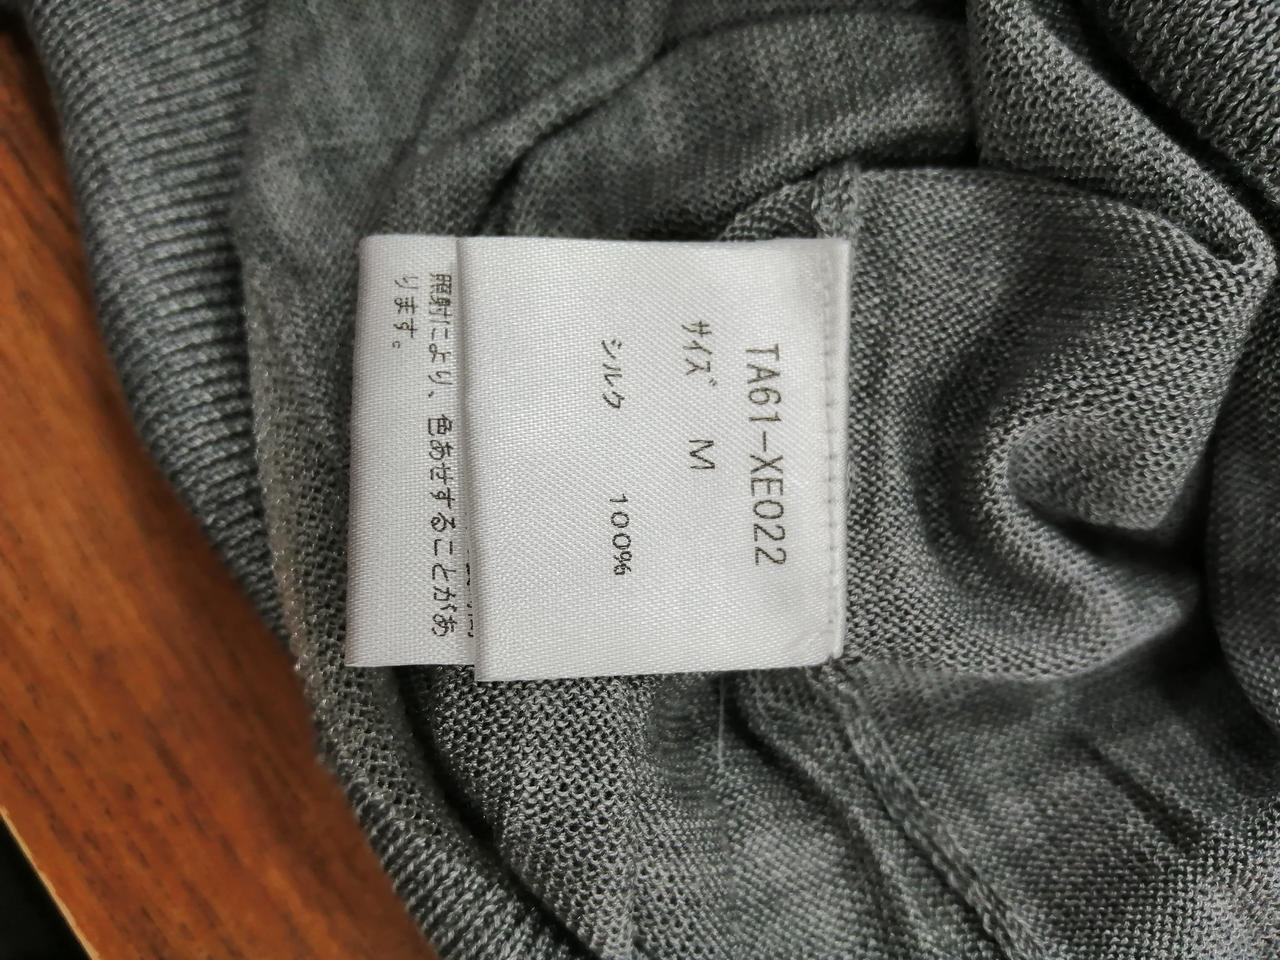 TA61-XE022
サイズ M
シルク 100%
照射により、色あせすることがあ
ります。